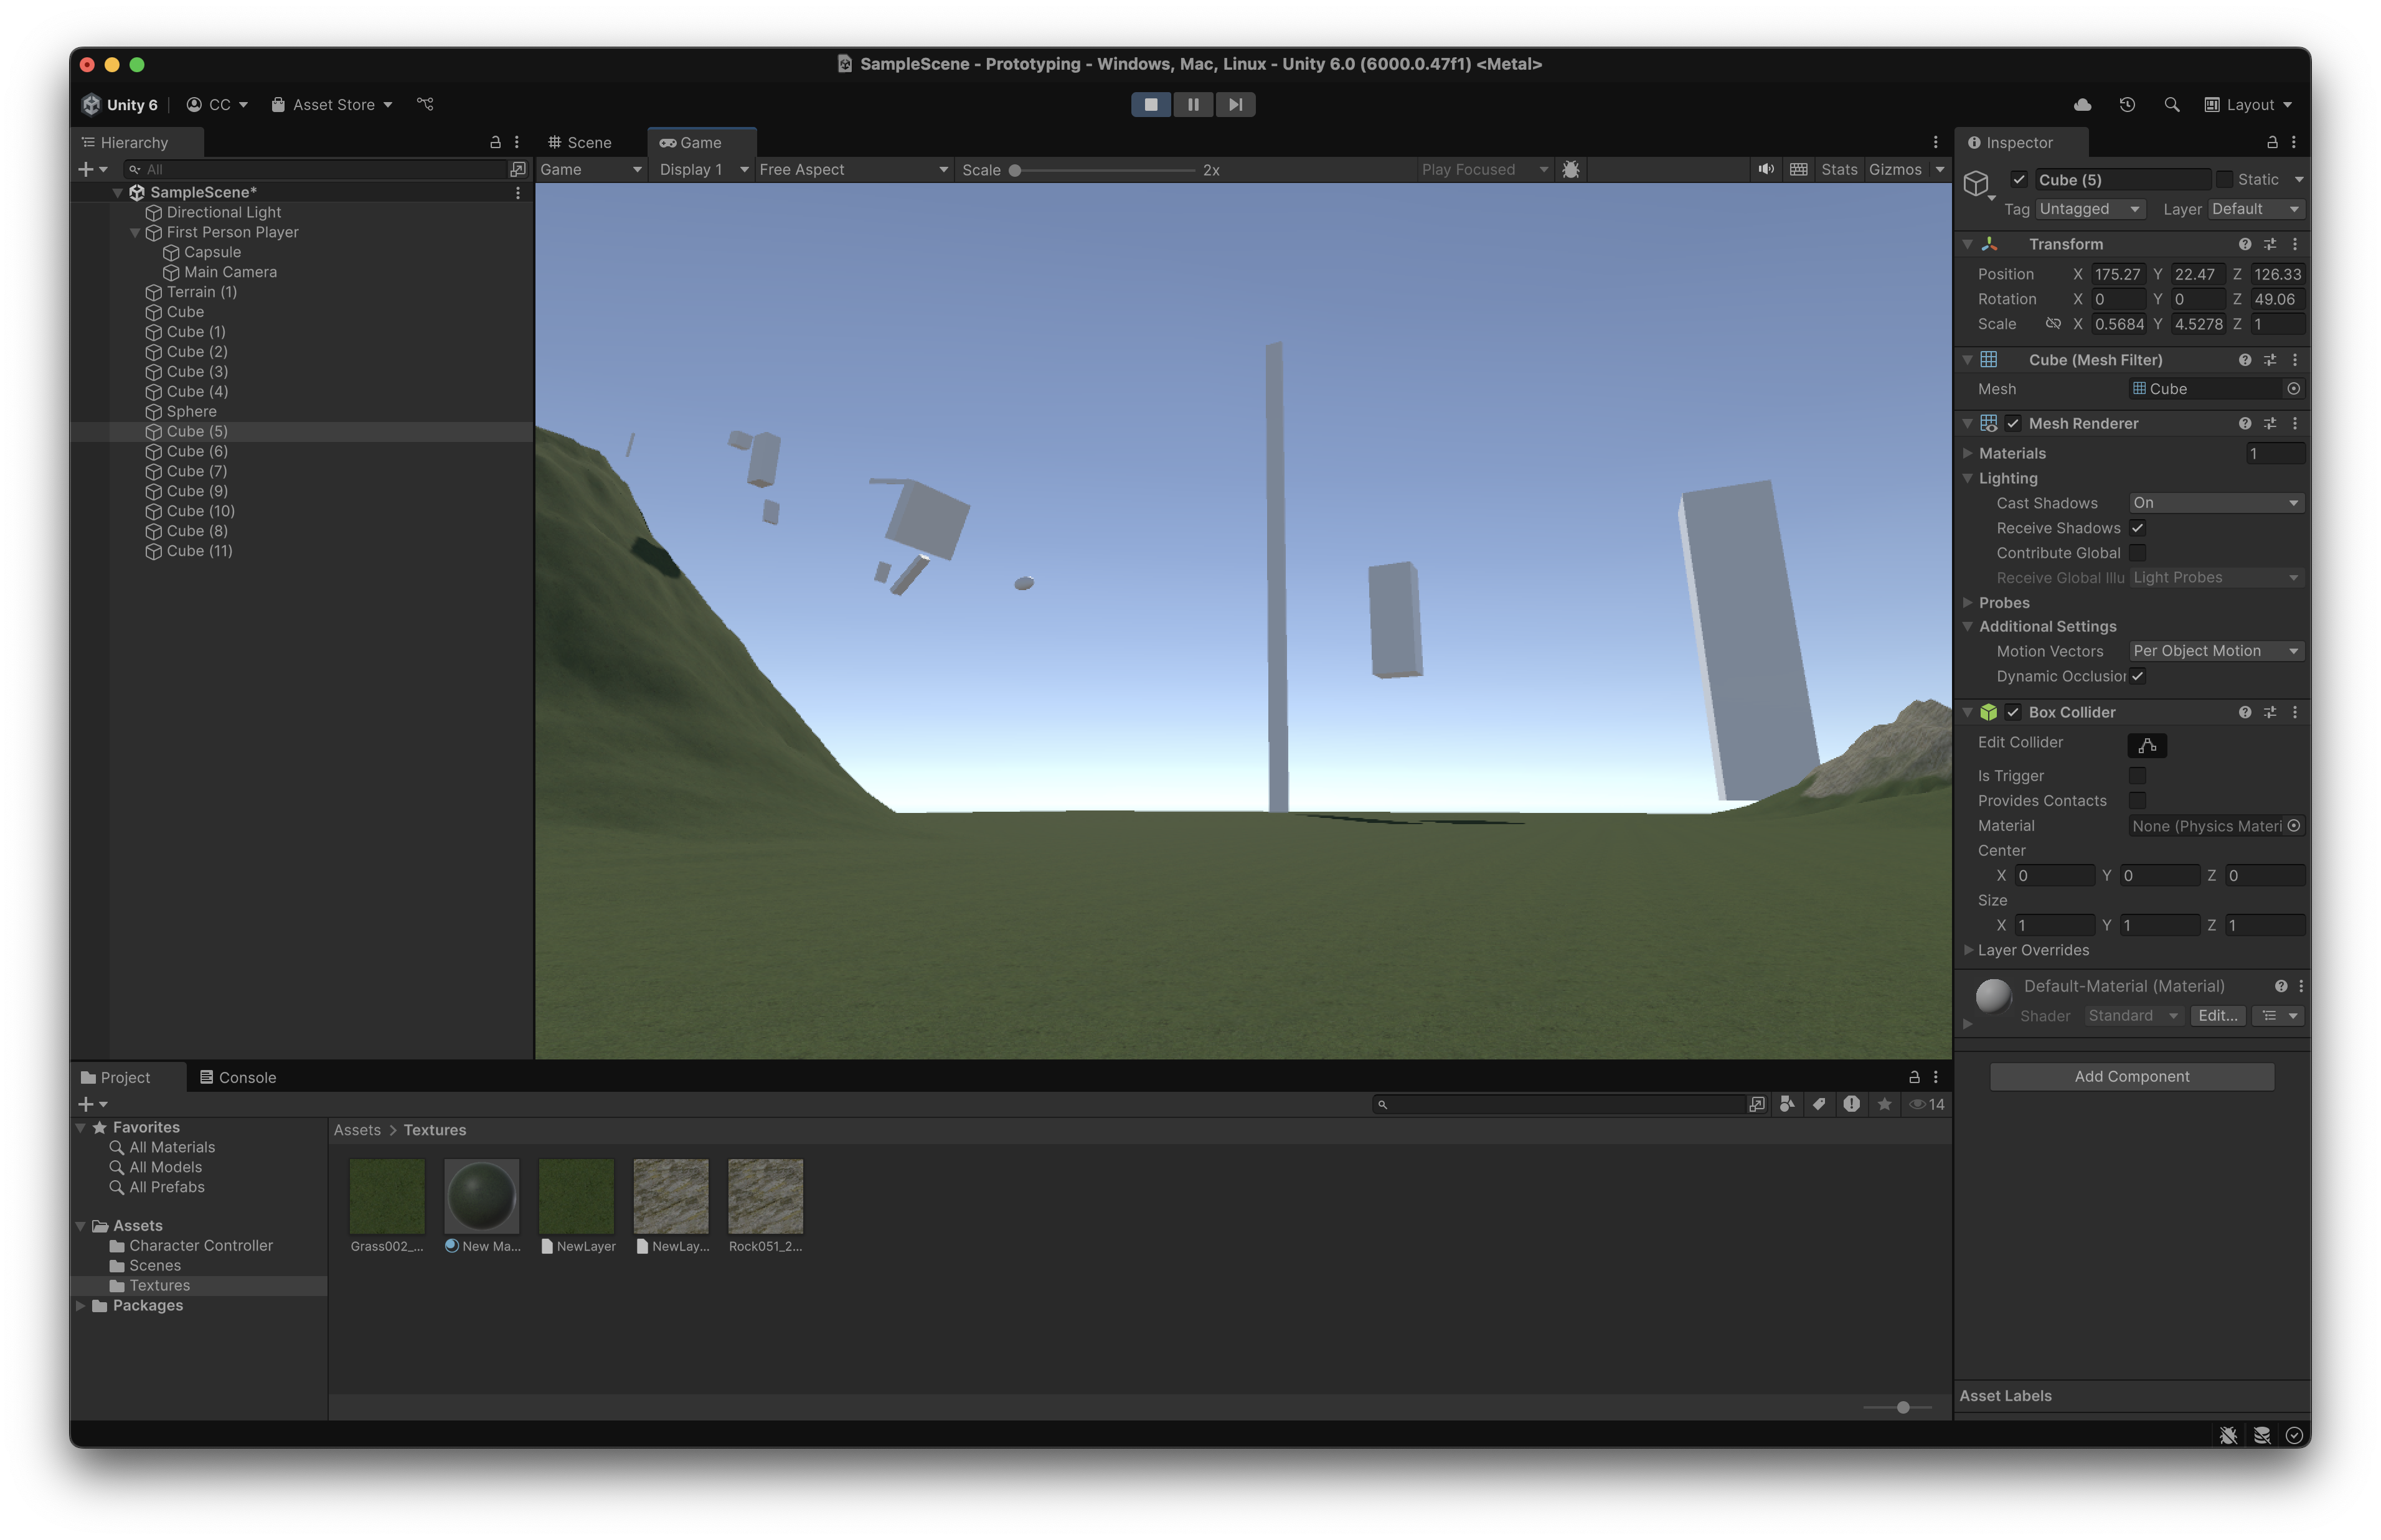 SampleScene - Prototyping - Windows, Mac, Linux - Unity 6.0 (6000.0.47f1) <Metal>
Unity 6 CC Asset Store Layout
Hierarchy
All
SampleScene*
Directional Light
First Person Player
Capsule
Main Camera
Terrain (1)
Cube
Cube (1)
Cube (2)
Cube (3)
Cube (4)
Sphere
Cube (5)
Cube (6)
Cube (7)
Cube (9)
Cube (10)
Cube (8)
Cube (11)
Scene Game
Game Display 1 Free Aspect Scale 2x Play Focused Stats Gizmos
Inspector
Cube (5) Static
Tag Untagged Layer Default
Transform
Position X 175.27 Y 22.47 Z 126.33
Rotation X 0 Y 0 Z 49.06
Scale X 0.5684 Y 4.5278 Z 1
Cube (Mesh Filter)
Mesh Cube
Mesh Renderer
Materials 1
Lighting
Cast Shadows On
Receive Shadows
Contribute Global
Receive Global Illu Light Probes
Probes
Additional Settings
Motion Vectors Per Object Motion
Dynamic Occlusion
Box Collider
Edit Collider
Is Trigger
Provides Contacts
Material None (Physics Materi
Center
X 0 Y 0 Z 0
Size
X 1 Y 1 Z 1
Layer Overrides
Default-Material (Material)
Shader Standard Edit...
Add Component
Asset Labels
Project Console
14
Favorites
All Materials
All Models
All Prefabs
Assets
Character Controller
Scenes
Textures
Packages
Assets > Textures
Grass002_... New Ma... NewLayer NewLay... Rock051_2...